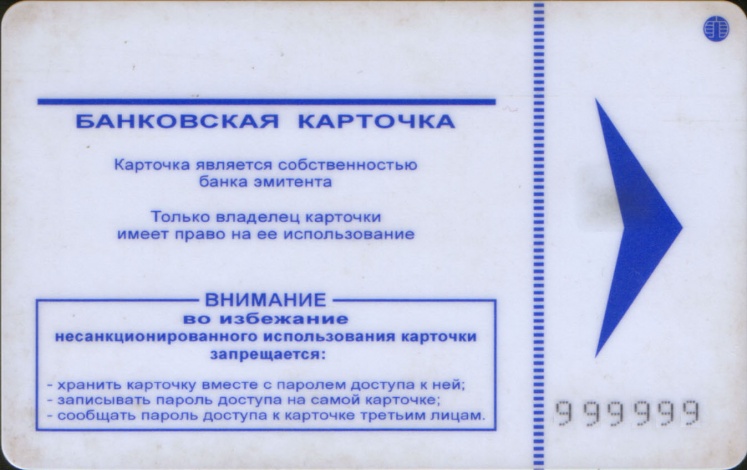 БАНКОВСКАЯ КАРТОЧКА
Карточка является собственностью
банка эмитента
Только владелец карточки
имеет право на ее использование
ВНИМАНИЕ
во избежание
несанкционированного использования карточки
запрещается:
- хранить карточку вместе с паролем доступа к ней;
- записывать пароль доступа на самой карточке;
- сообщать пароль доступа к карточке третьим лицам.
999999